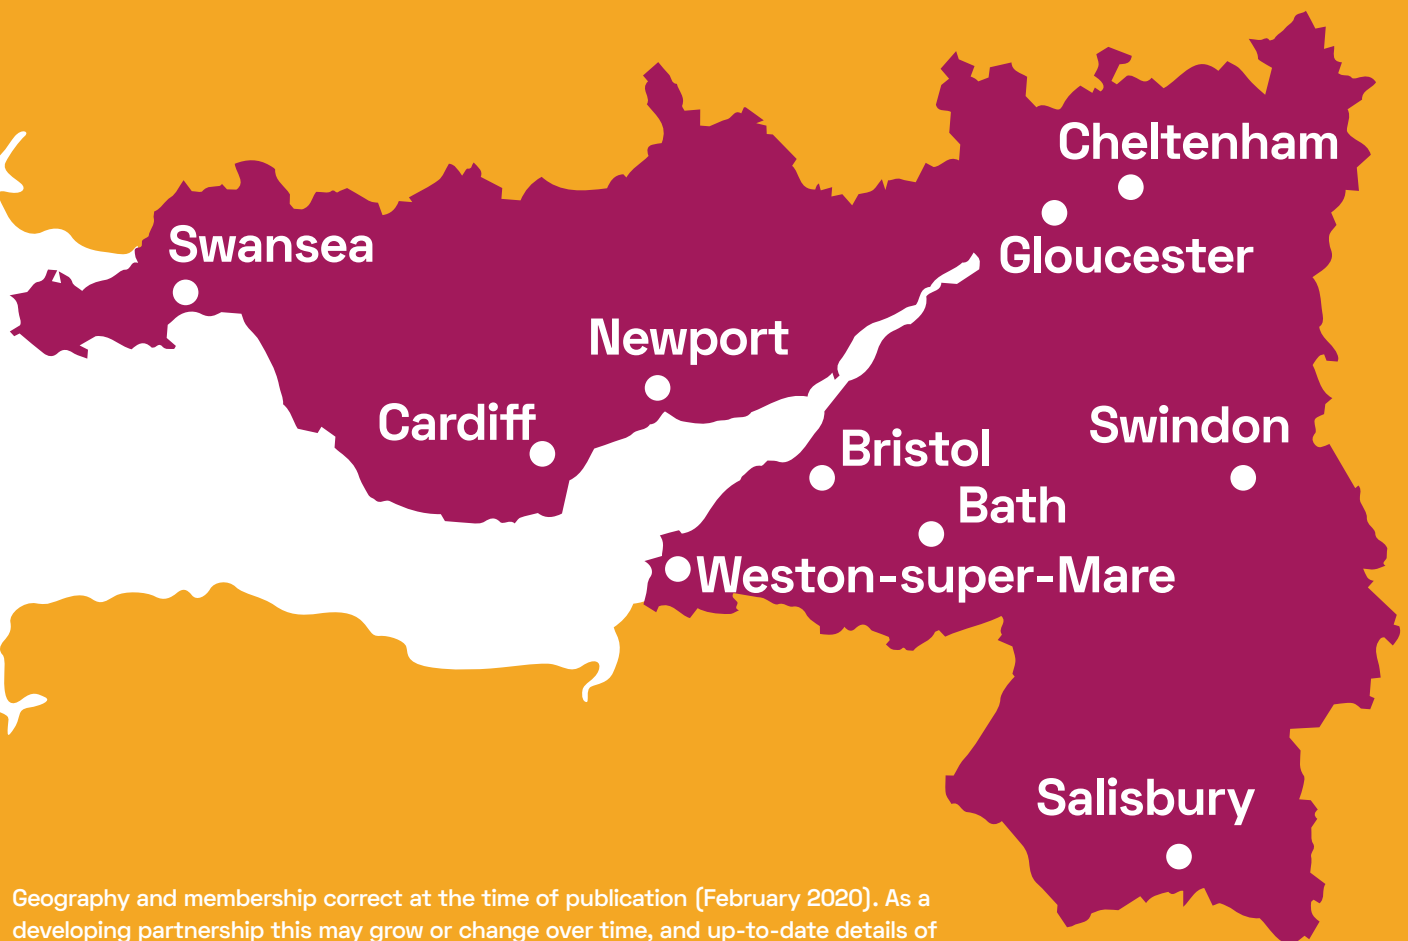 Cheltenham
Swansea
Gloucester
Newport
Cardiff
Swindon
Bristol
Bath
Weston-super-Mare
Salisbury
Geography and membership correct at the time of publication (February 2020). As a
developing partnership this may grow or change over time, and up-to-date details of